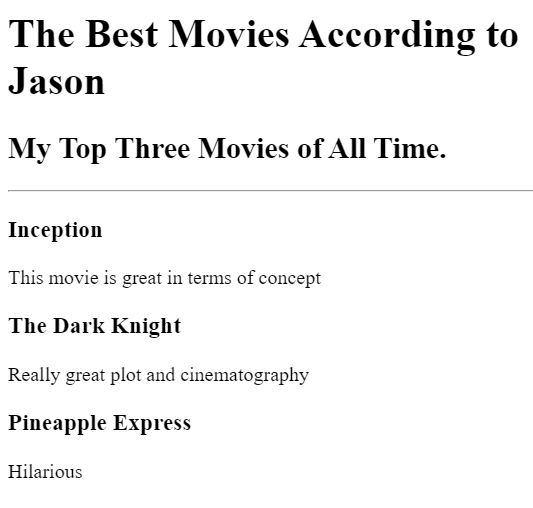 The Best Movies According to
Jason
My Top Three Movies of All Time.
Inception
This movie is great in terms of concept
The Dark Knight
Really great plot and cinematography
Pineapple Express
Hilarious